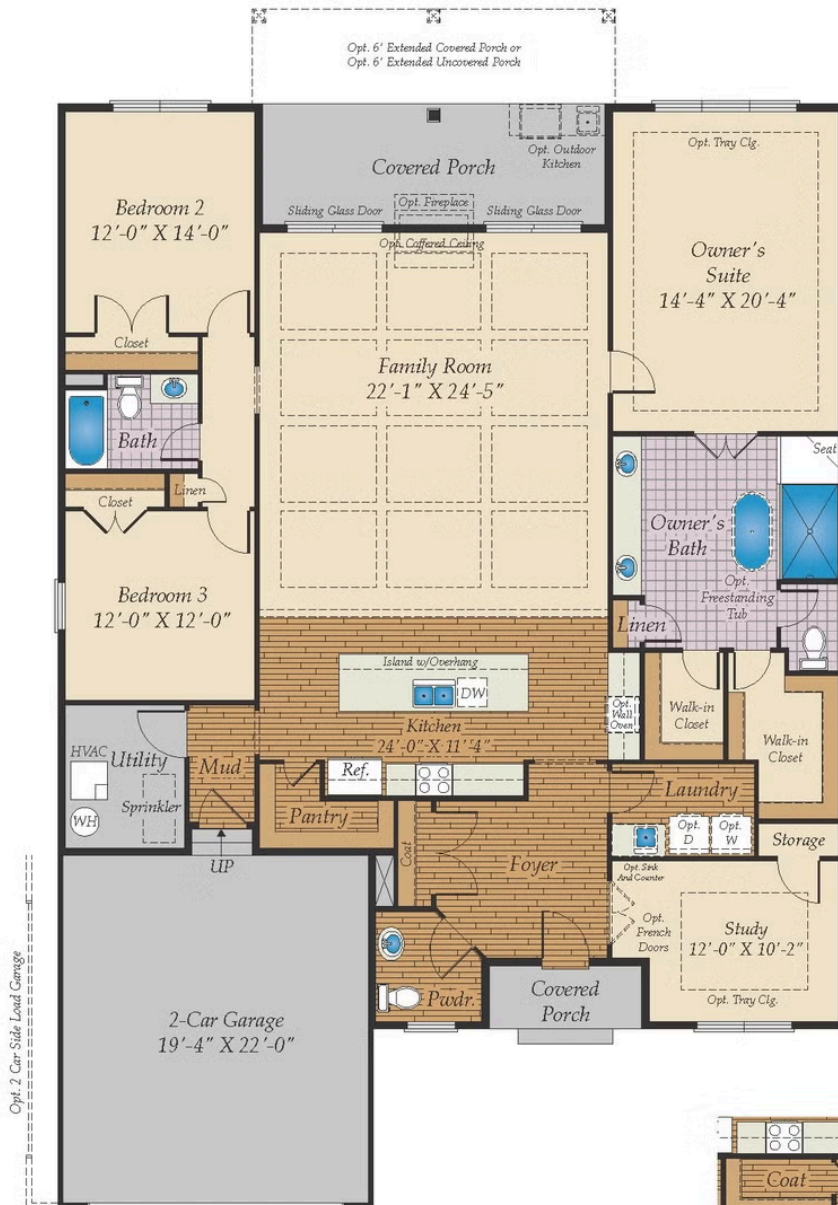 Opt. 6' Extended Covered Porch or
Opt. 6' Extended Uncovered Porch
Opt. Outdoor
Kitchen
Covered Porch
Opt. Fireplace
Sliding Glass Door
Sliding Glass Door
Opt. Coffered Ceiling
Bedroom 2
12'-0" X 14'-0"
Closet
Opt. Tray Clg.
Owner's
Suite
14'-4" X 20'-4"
Family Room
22'-1" X 24'-5"
Bath
Linen
Closet
Bedroom 3
12'-0" X 12'-0"
Seat
Owner's
Bath
Opt.
Freestanding
Tub
Linen
Island w/Overhang
DW
Kitchen
24'-0" X 11'-4"
Opt.
Wall
Oven
Walk-in
Closet
Walk-in
Closet
HVAC
Utility
Sprinkler
WH
Mud
UP
Ref.
Pantry
Coat
Foyer
Laundry
Opt.
D
Opt.
W
Opt. Sink
And Counter
Storage
Opt.
French
Doors
Study
12'-0" X 10'-2"
Opt. Tray Clg.
Pwdr.
Covered
Porch
2-Car Garage
19'-4" X 22'-0"
Opt. 2 Car Side Load Garage
Coat